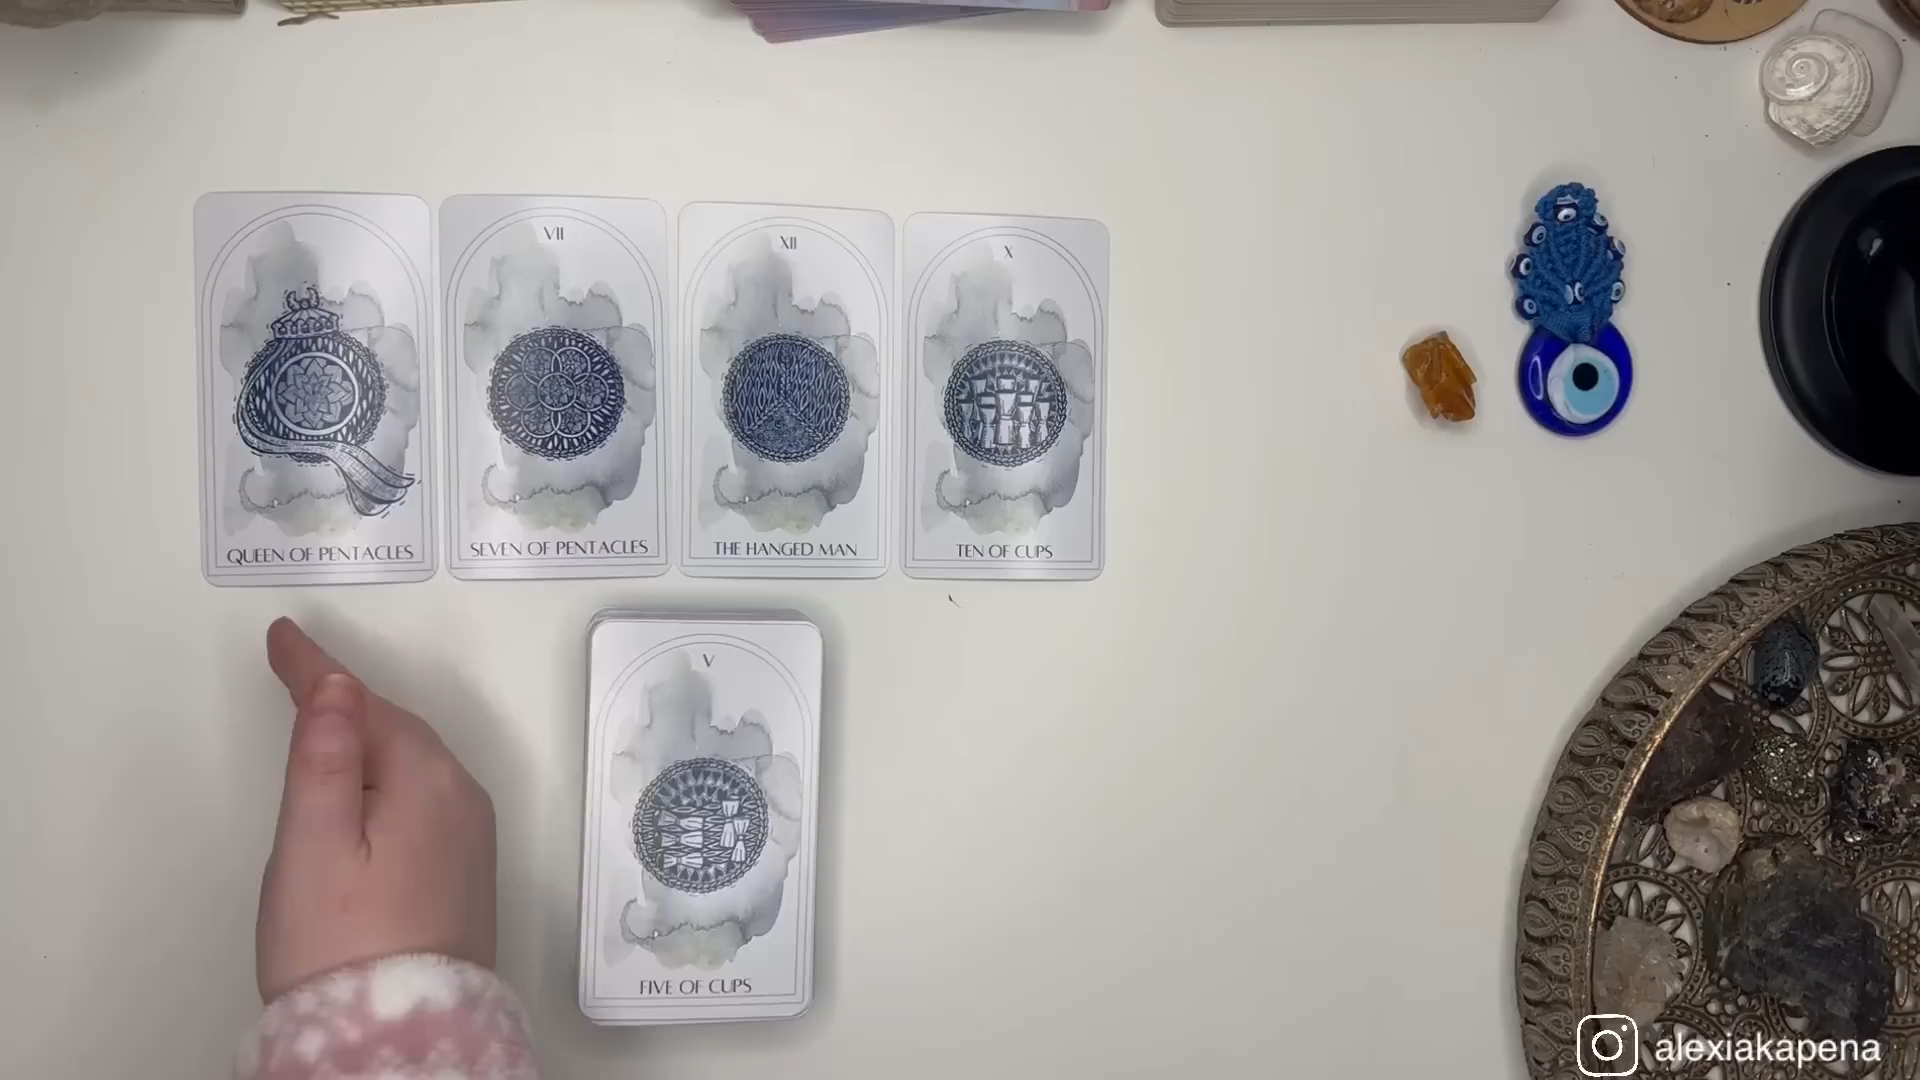 QUEEN OF PENTACLES
VII
SEVEN OF PENTACLES
XII
THE HANGED MAN
X
TEN OF CUPS
V
FIVE OF CUPS
alexiakapena